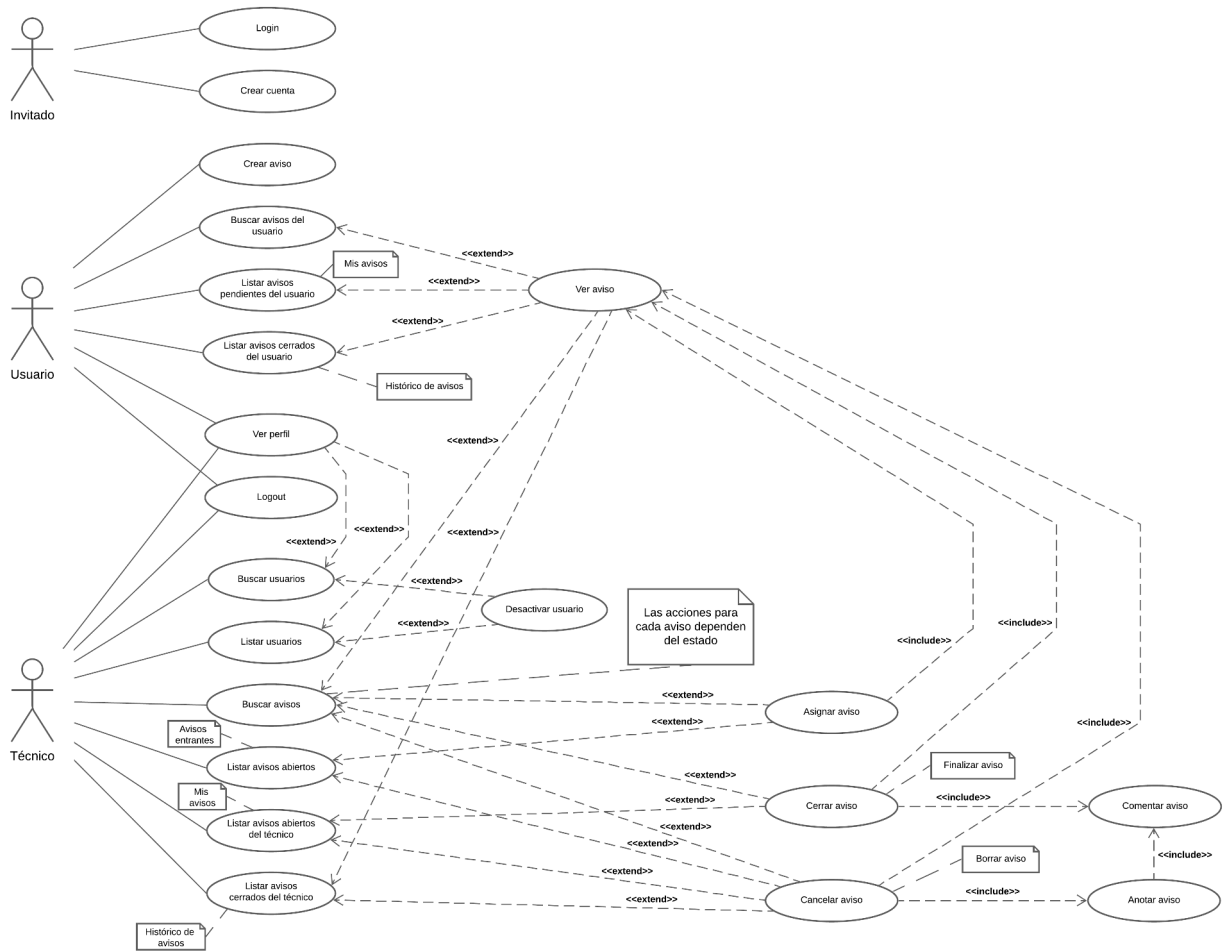 Login
Crear cuenta
Invitado
Crear aviso
Buscar avisos del
usuario
<<extend>>
Mis avisos
Listar avisos
pendientes del usuario
<<extend>>
Ver aviso
<<extend>>
Listar avisos cerrados
del usuario
Usuario
Histórico de avisos
Ver perfil
<<extend>>
Logout
<<extend>>
<<extend>>
<<extend>>
Buscar usuarios
<<extend>>
Desactivar usuario
<<extend>>
Listar usuarios
Las acciones para
cada aviso dependen
del estado
<<include>>
<<include>>
Buscar avisos
<<extend>>
Asignar aviso
<<extend>>
<<include>>
Avisos
entrantes
Técnico
Listar avisos abiertos
<<extend>>
Finalizar aviso
Mis
avisos
<<extend>>
Cerrar aviso
<<include>>
Comentar aviso
Listar avisos abiertos
del técnico
<<extend>>
<<extend>>
Borrar aviso
<<include>>
<<extend>>
Listar avisos
cerrados del técnico
<<extend>>
Cancelar aviso
<<include>>
Anotar aviso
Histórico de
avisos